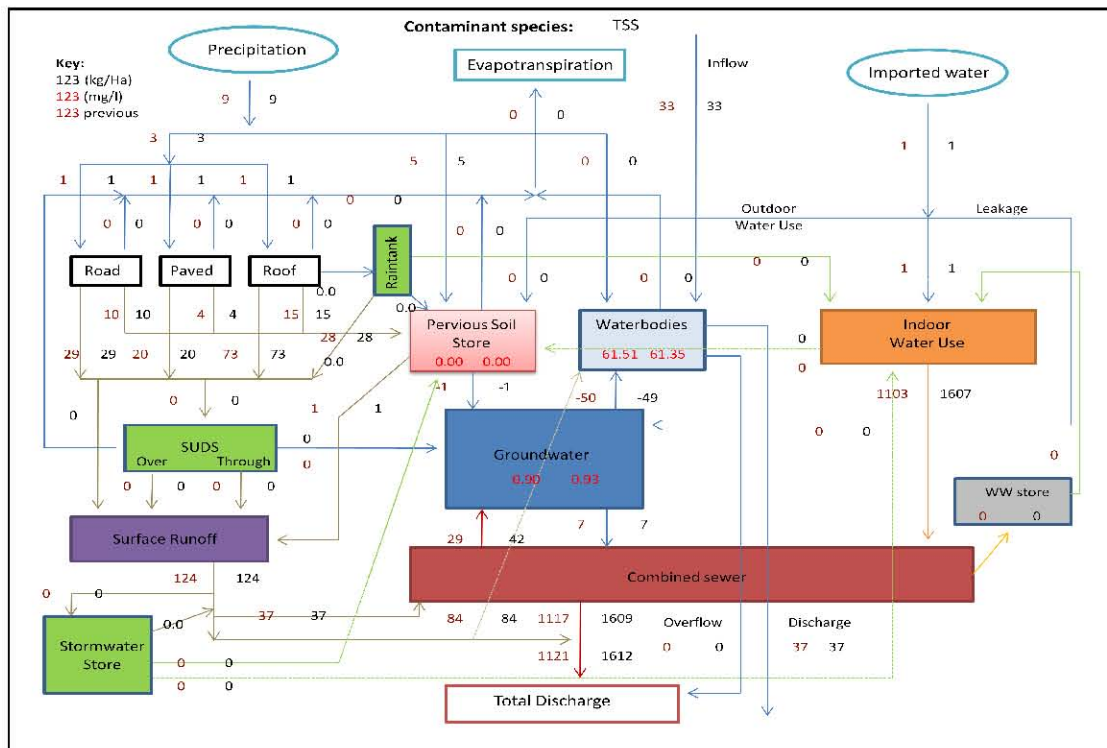 Contaminant species: TSS
Precipitation
Evapotranspiration
Inflow
Imported water
Key:
123 (kg/Ha)
123 (mg/l)
123 previous
9 9
33 33
0 0
3 3
5 5
0 0
1 1
1 1 1 1 1 1
0 0
Outdoor
Water Use
Leakage
0 0 0 0 0 0
0 0
0 0
1 1
Road
Paved
Roof
Raintank
0 0
0 0
0.0
0.0
10 10 4 4 15 15
28 28
Pervious Soil
Store
0.00 0.00
Waterbodies
61.51 61.35
Indoor
Water Use
0
0
29 29 20 20 73 73
0.0
-1 -1
-50 -49
1103 1607
0
0 0
1 1
0
0
0 0
0
SUDS
Over Through
0 0 0 0
Groundwater
0.90 0.93
WW store
0 0
Surface Runoff
29 42
7 7
Combined sewer
124 124
0 0
0.0
37 37
84 84 1117 1609
Overflow
0 0
Discharge
37 37
1121 1612
Stormwater
Store
0 0
0 0
Total Discharge